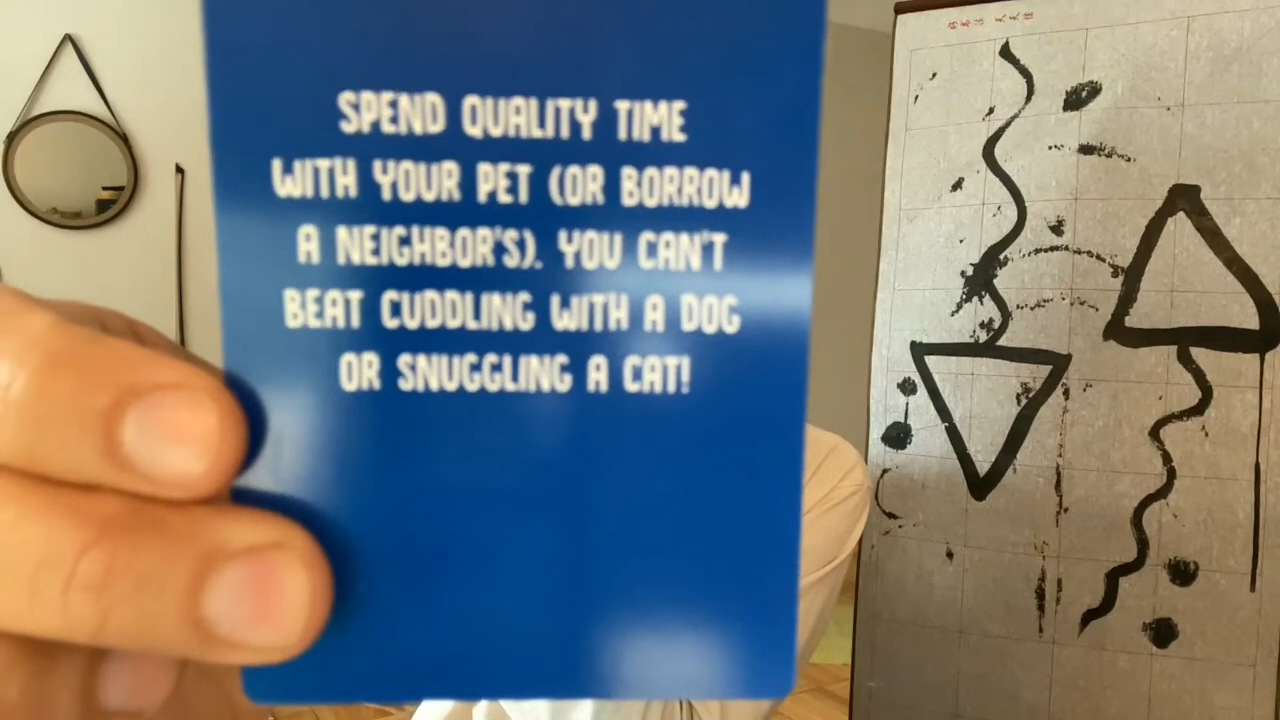 SPEND QUALITY TIME
WITH YOUR PET (OR BORROW
A NEIGHBOR'S). YOU CAN'T
BEAT CUDDLING WITH A DOG
OR SNUGGLING A CAT!